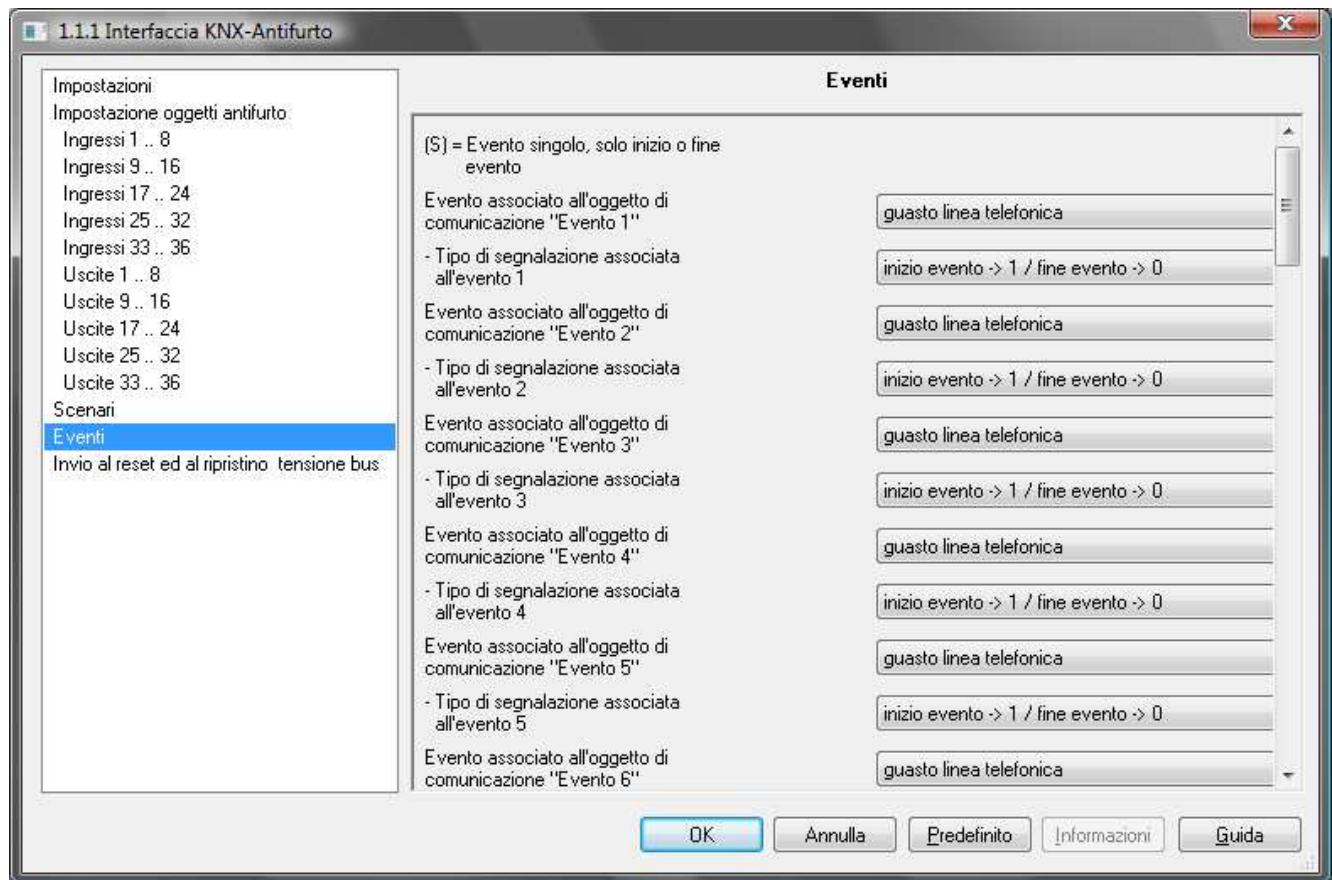 1.1.1 Interfaccia KNX-Antifurto
Impostazioni
Impostazione oggetti antifurto
Ingressi 1 .. 8
Ingressi 9 .. 16
Ingressi 17 .. 24
Ingressi 25 .. 32
Ingressi 33 .. 36
Uscite 1 .. 8
Uscite 9 .. 16
Uscite 17 .. 24
Uscite 25 .. 32
Uscite 33 .. 36
Scenari
Eventi
Invio al reset ed al ripristino tensione bus
Eventi
(S) = Evento singolo, solo inizio o fine
evento
Evento associato all'oggetto di
comunicazione "Evento 1"
guasto linea telefonica
- Tipo di segnalazione associata
all'evento 1
inizio evento -> 1 / fine evento -> 0
Evento associato all'oggetto di
comunicazione "Evento 2"
guasto linea telefonica
- Tipo di segnalazione associata
all'evento 2
inizio evento -> 1 / fine evento -> 0
Evento associato all'oggetto di
comunicazione "Evento 3"
guasto linea telefonica
- Tipo di segnalazione associata
all'evento 3
inizio evento -> 1 / fine evento -> 0
Evento associato all'oggetto di
comunicazione "Evento 4"
guasto linea telefonica
- Tipo di segnalazione associata
all'evento 4
inizio evento -> 1 / fine evento -> 0
Evento associato all'oggetto di
comunicazione "Evento 5"
guasto linea telefonica
- Tipo di segnalazione associata
all'evento 5
inizio evento -> 1 / fine evento -> 0
Evento associato all'oggetto di
comunicazione "Evento 6"
guasto linea telefonica
OK
Annulla
Predefinito
Informazioni
Guida